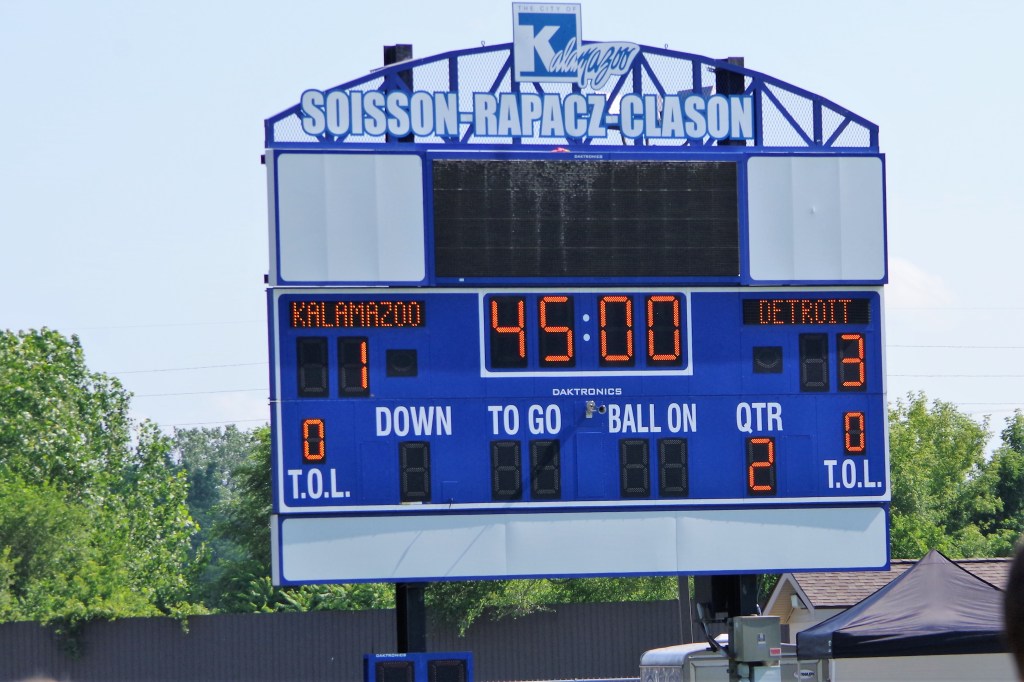 THE CITY OF
Kalamazoo
SOISSON-RAPACZ-CLASON
DAKTRONICS
KALAMAZOO 45:00 DETROIT
1 3
DAKTRONICS
DOWN TO GO BALL ON QTR
0 2 0
T.O.L. T.O.L.
DAKTRONICS